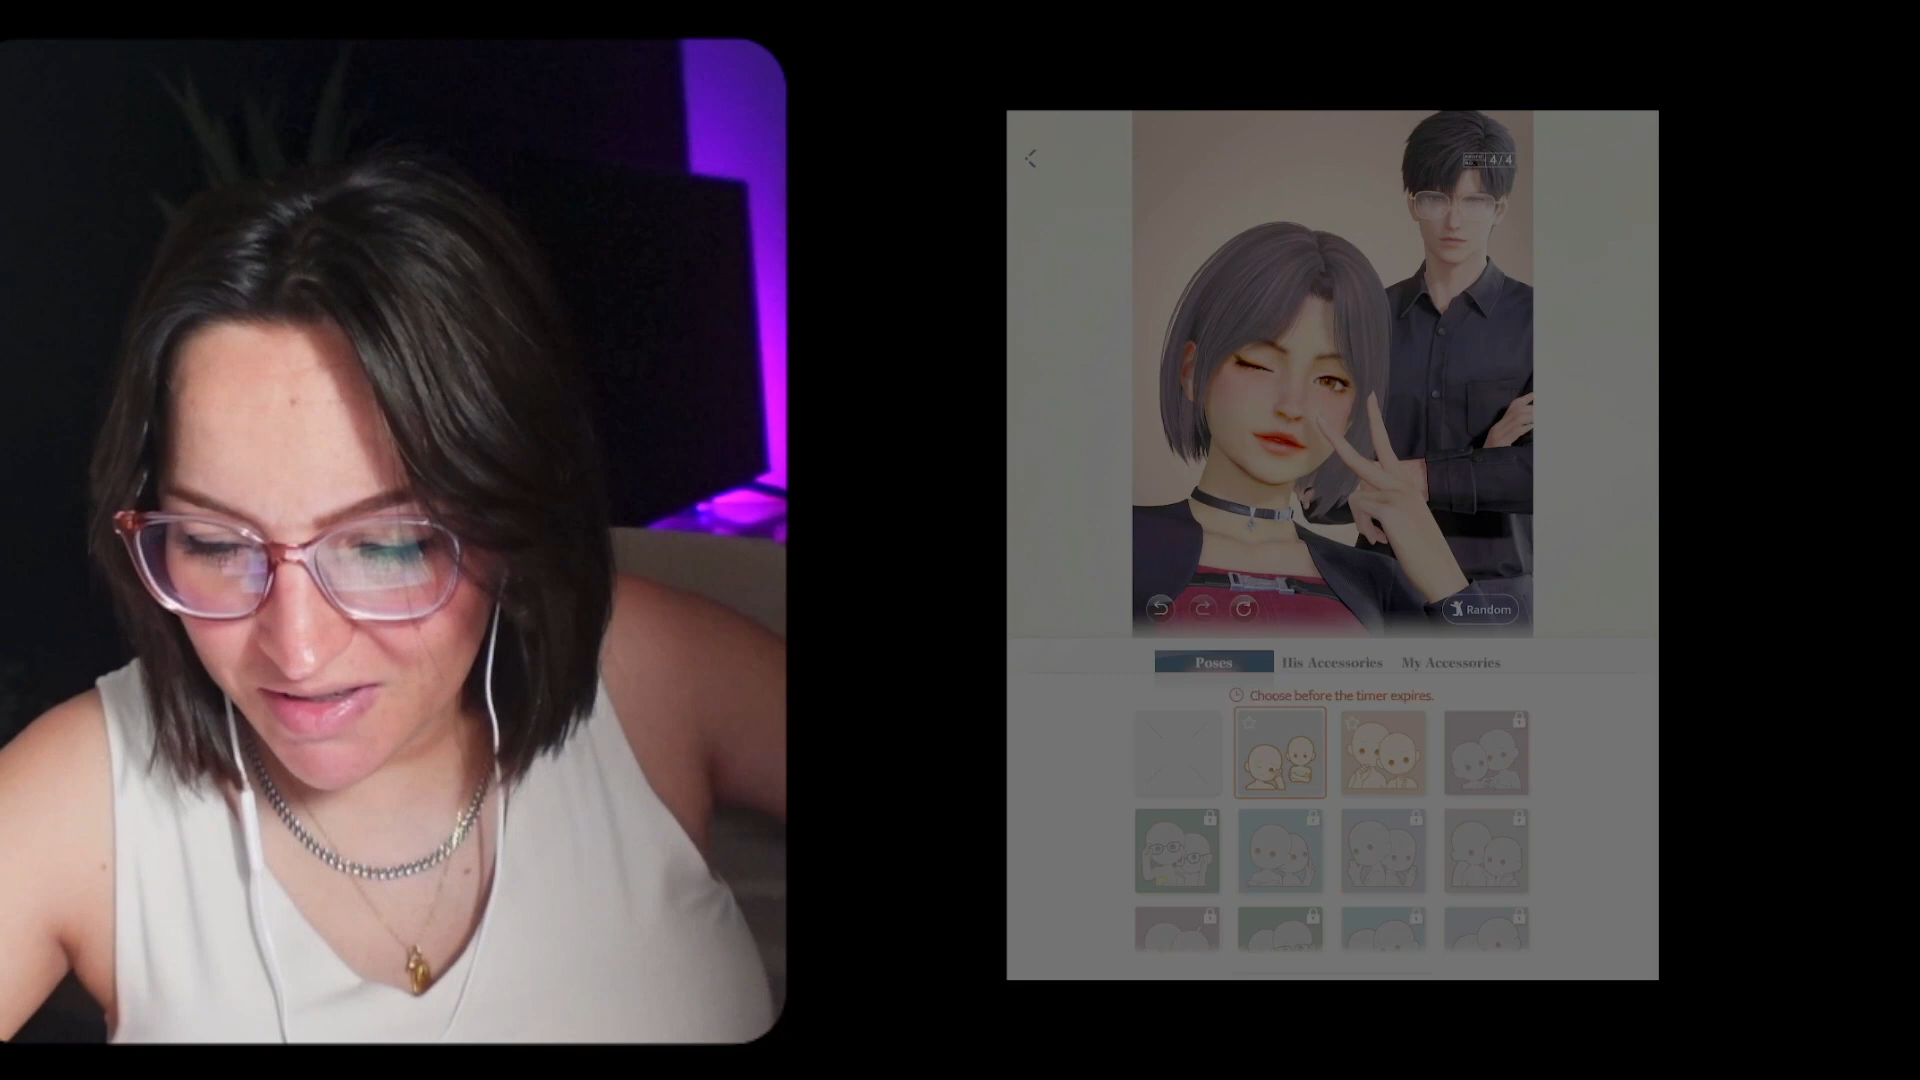 4/4
Random
Poses
His Accessories
My Accessories
Choose before the timer expires.